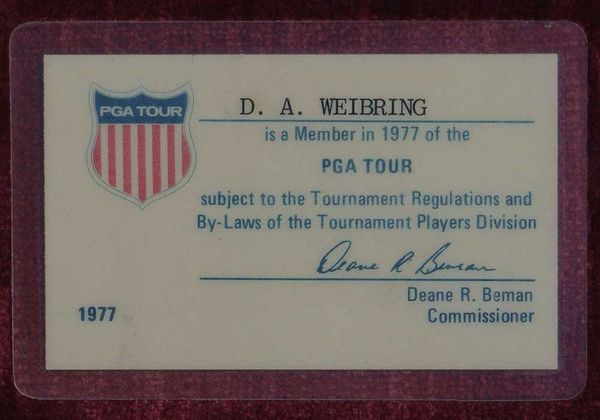 PGA TOUR
D. A. WEIBRING
is a Member in 1977 of the
PGA TOUR
subject to the Tournament Regulations and
By-Laws of the Tournament Players Division
Deane R. Beman
Deane R. Beman
Commissioner
1977